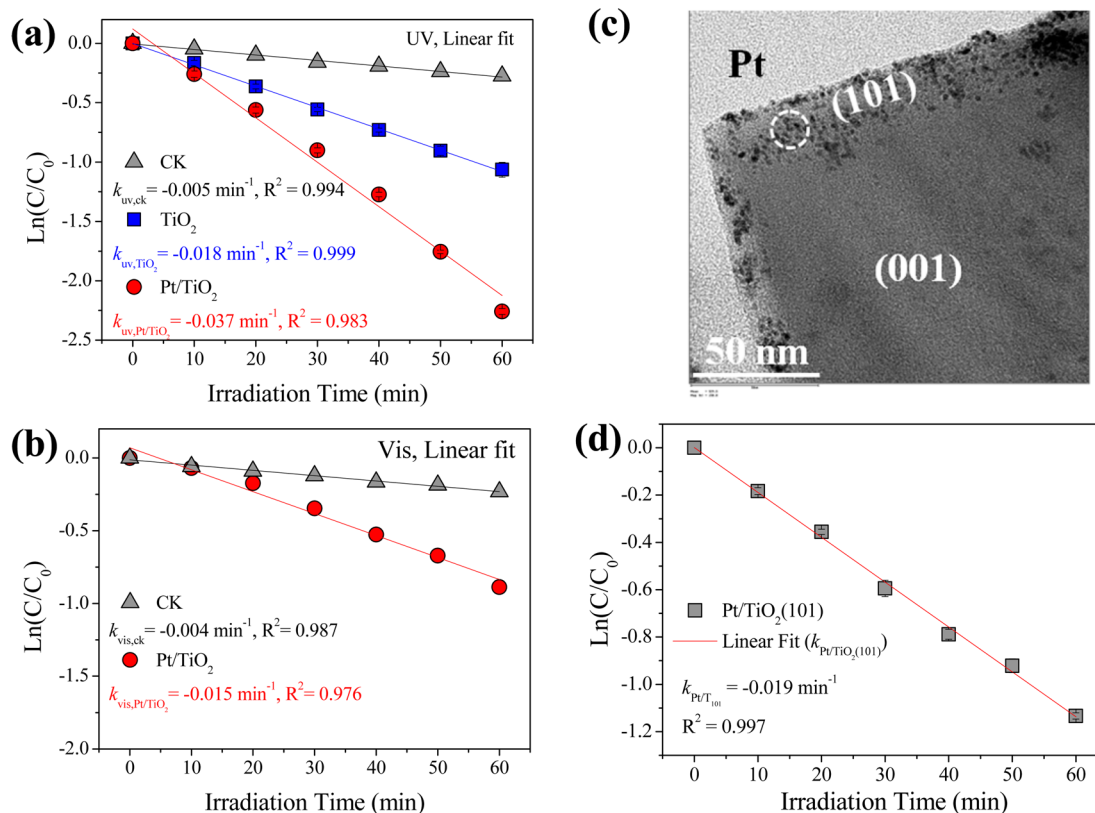 (a)
UV, Linear fit
Ln(C/C0)
0.0
-0.5
-1.0
-1.5
-2.0
-2.5
CK
kuv,ck= -0.005 min-1, R2 = 0.994
TiO2
kuv,TiO2= -0.018 min-1, R2 = 0.999
Pt/TiO2
kuv,Pt/TiO2= -0.037 min-1, R2 = 0.983
0 10 20 30 40 50 60
Irradiation Time (min)
(b)
Vis, Linear fit
Ln(C/C0)
0.0
-0.5
-1.0
-1.5
-2.0
CK
kvis,ck= -0.004 min-1, R2 = 0.987
Pt/TiO2
kvis,Pt/TiO2= -0.015 min-1, R2= 0.976
0 10 20 30 40 50 60
Irradiation Time (min)
(c)
Pt
(101)
(001)
50 nm
(d)
Ln(C/C0)
0.0
-0.2
-0.4
-0.6
-0.8
-1.0
-1.2
Pt/TiO2(101)
Linear Fit (kPt/TiO2(101))
kPt/T101 = -0.019 min-1
R2 = 0.997
0 10 20 30 40 50 60
Irradiation Time (min)